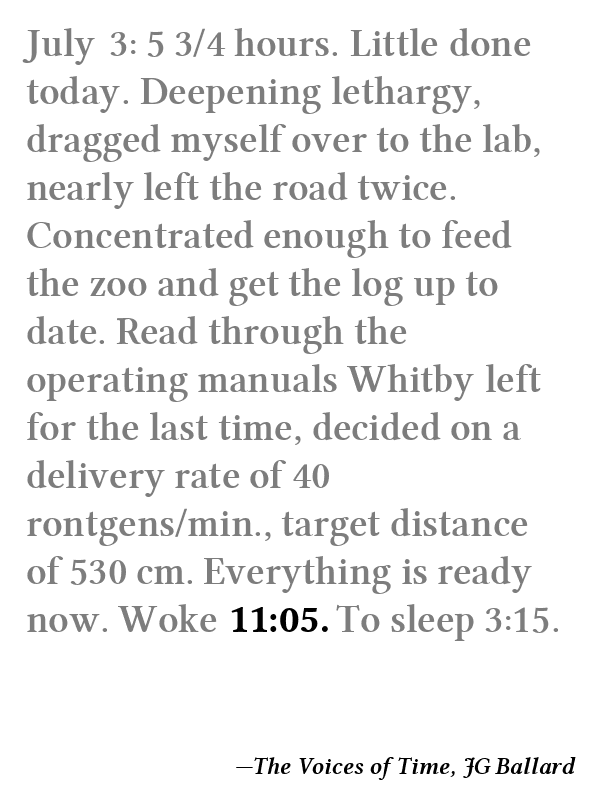 July 3: 5 3/4 hours. Little done
today. Deepening lethargy,
dragged myself over to the lab,
nearly left the road twice.
Concentrated enough to feed
the zoo and get the log up to
date. Read through the
operating manuals Whitby left
for the last time, decided on a
delivery rate of 40
rontgens/min., target distance
of 530 cm. Everything is ready
now. Woke 11:05. To sleep 3:15.
—The Voices of Time, JG Ballard